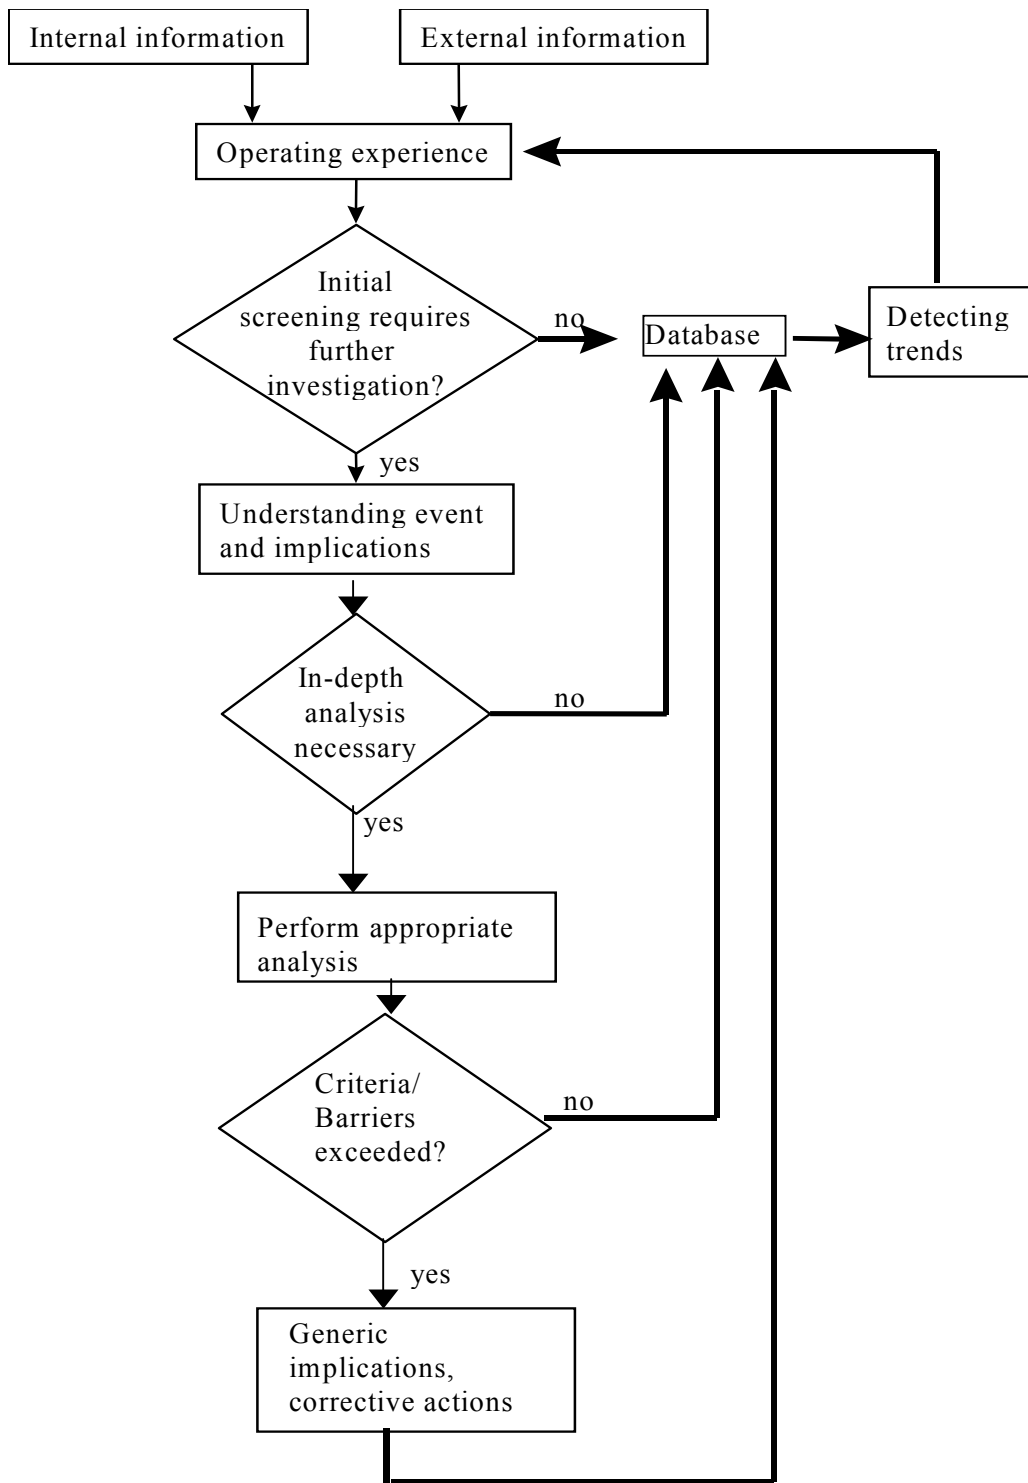 Internal information
External information
Operating experience
Initial
screening requires
further
investigation?
no
Database
Detecting
trends
yes
Understanding event
and implications
In-depth
analysis
necessary
no
yes
Perform appropriate
analysis
Criteria/
Barriers
exceeded?
no
yes
Generic
implications,
corrective actions